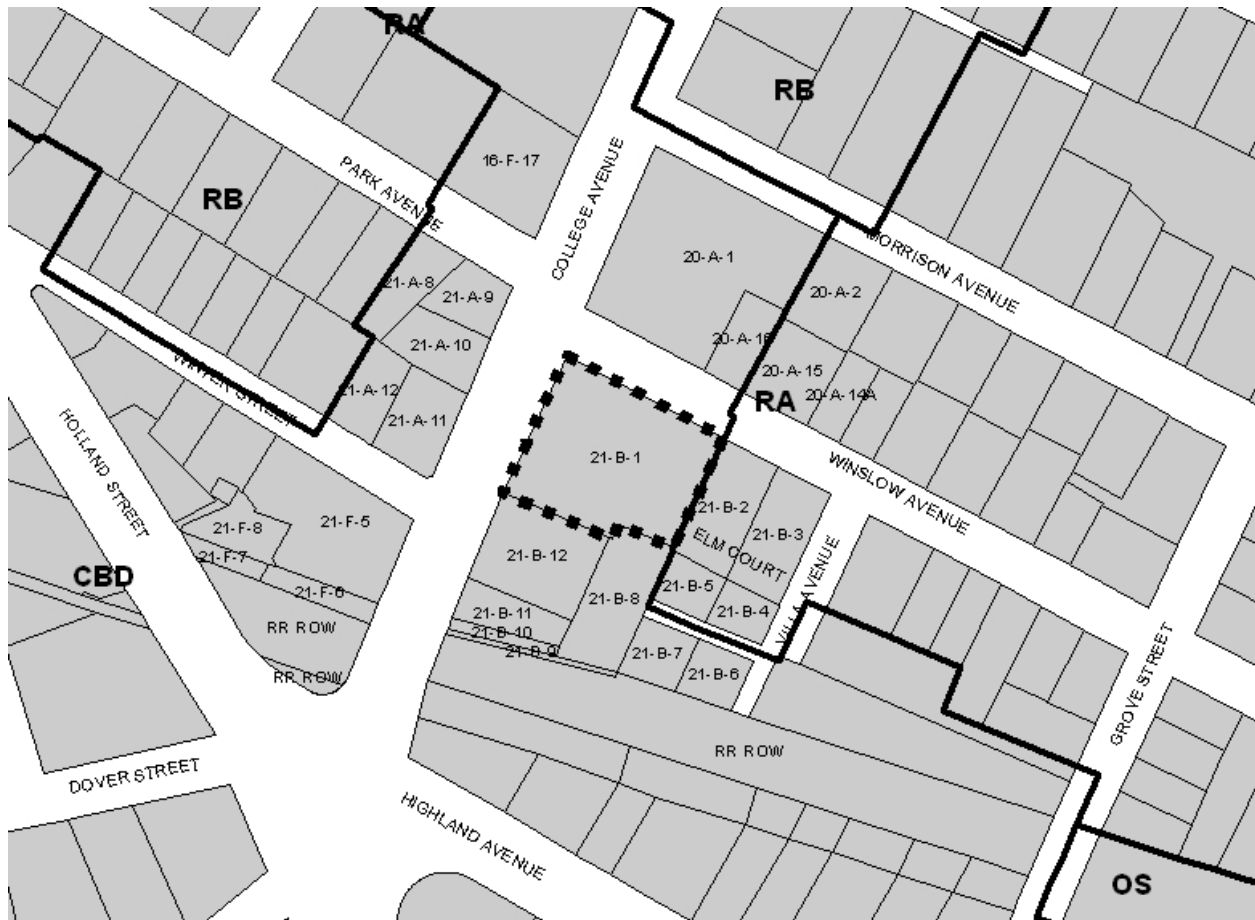 RA
RB
16-F-17
PARK AVENUE
COLLEGE AVENUE
RB
MORRISON AVENUE
20-A-1
20-A-2
21-A-8
21-A-9
21-A-10
20-A-16
20-A-15
20-A-14A
21-A-12
21-A-11
RA
WINTER STREET
HOLLAND STREET
21-B-1
WINSLOW AVENUE
21-B-2
21-B-3
ELM COURT
VILLA AVENUE
21-F-5
21-F-8
21-F-7
21-F-6
CBD
21-B-12
21-B-8
21-B-5
21-B-4
21-B-11
21-B-10
21-B-9
RR ROW
RR ROW
21-B-7
21-B-6
GROVE STREET
RR ROW
DOVER STREET
HIGHLAND AVENUE
OS